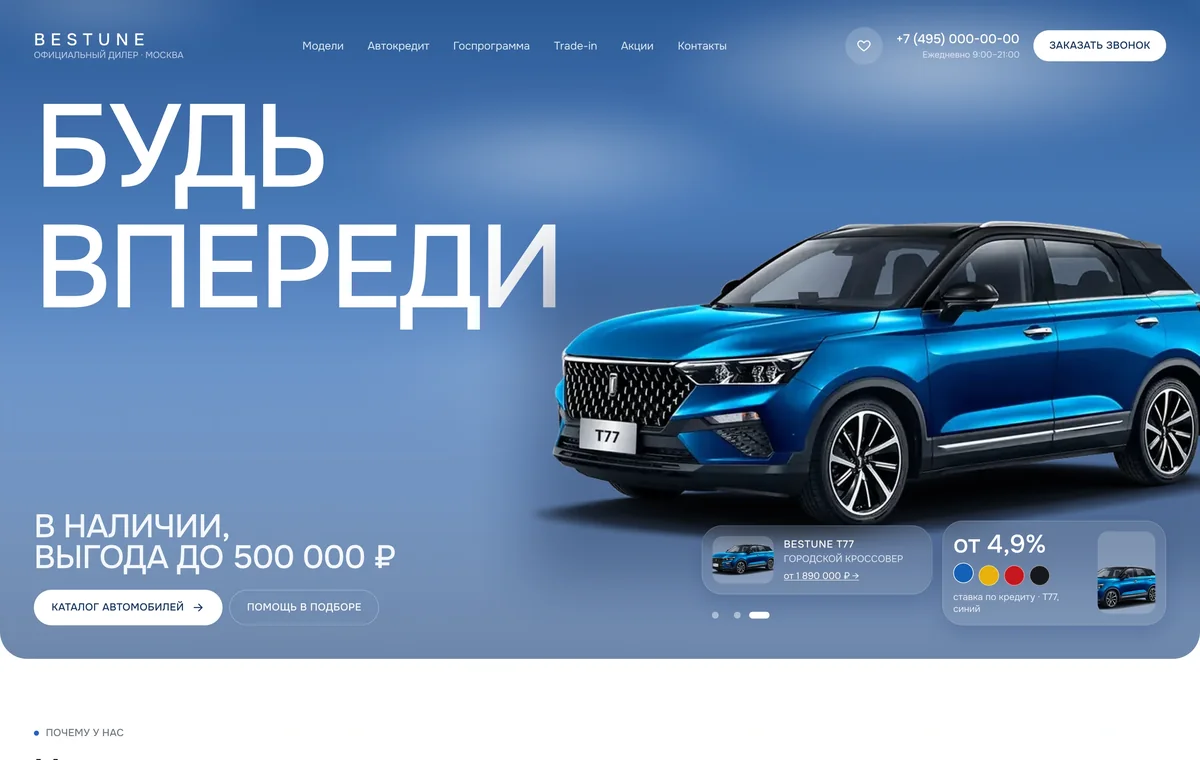 BESTUNE
ОФИЦИАЛЬНЫЙ ДИЛЕР · МОСКВА
Модели
Автокредит
Госпрограмма
Trade-in
Акции
Контакты
+7 (495) 000-00-00
Ежедневно 9:00–21:00
ЗАКАЗАТЬ ЗВОНОК
БУДЬ
ВПЕРЕДИ
T77
В НАЛИЧИИ,
ВЫГОДА ДО 500 000 ₽
КАТАЛОГ АВТОМОБИЛЕЙ →
ПОМОЩЬ В ПОДБОРЕ
BESTUNE T77
ГОРОДСКОЙ КРОССОВЕР
от 1 890 000 ₽ →
от 4,9%
ставка по кредиту · T77,
синий
ПОЧЕМУ У НАС